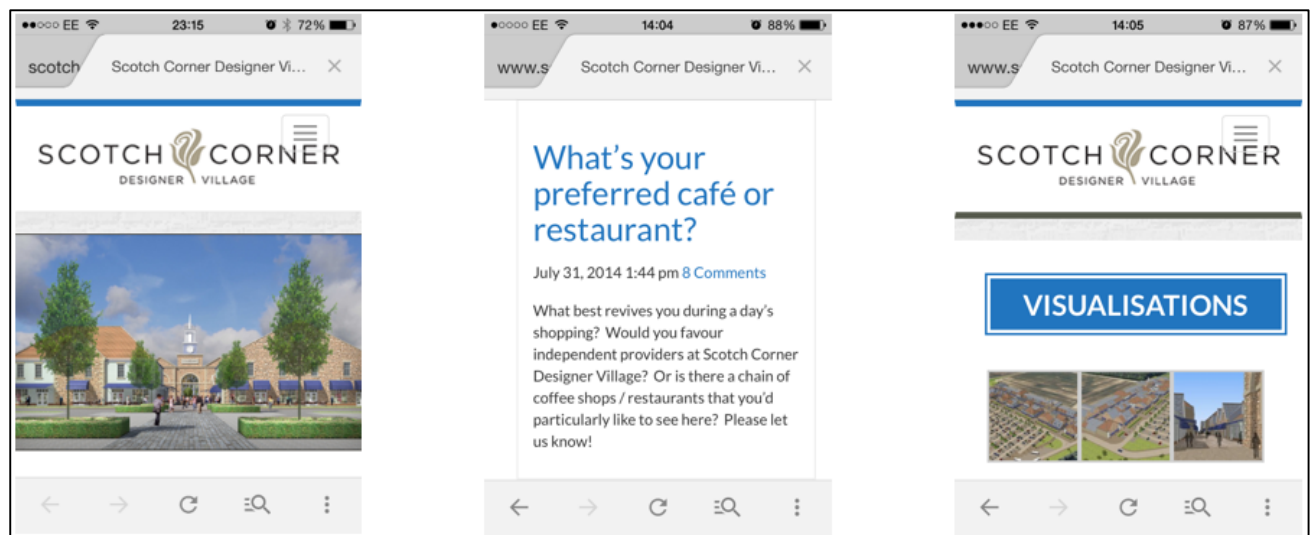 EE 23:15 72%
scotch Scotch Corner Designer Vi...
SCOTCH CORNER
DESIGNER VILLAGE
EE 14:04 88%
www.s Scotch Corner Designer Vi...
What's your
preferred café or
restaurant?
July 31, 2014 1:44 pm 8 Comments
What best revives you during a day's
shopping? Would you favour
independent providers at Scotch Corner
Designer Village? Or is there a chain of
coffee shops / restaurants that you'd
particularly like to see here? Please let
us know!
EE 14:05 87%
www.s Scotch Corner Designer Vi...
SCOTCH CORNER
DESIGNER VILLAGE
VISUALISATIONS